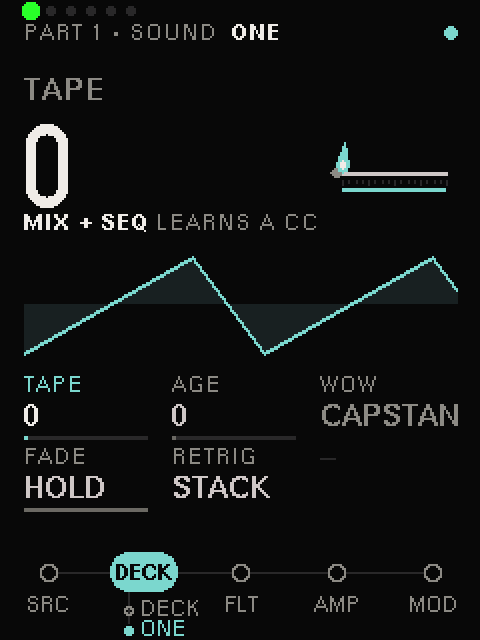 PART 1 · SOUND ONE
TAPE
0
MIX + SEQ LEARNS A CC
TAPE AGE WOW
0 0 CAPSTAN
FADE RETRIG —
HOLD STACK
DECK
SRC DECK FLT AMP MOD
ONE